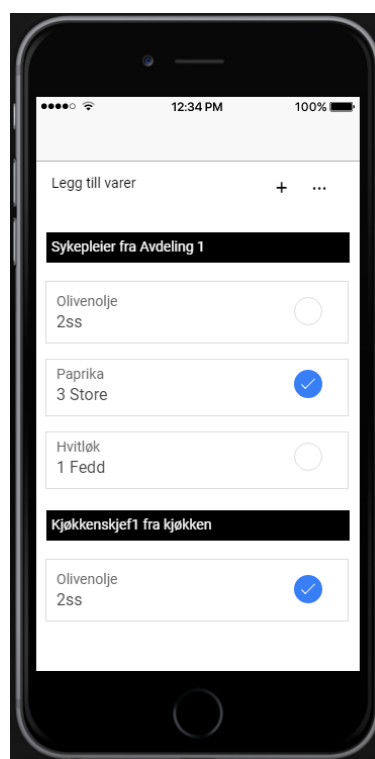 12:34 PM
100%
Legg till varer
+ ...
Sykepleier fra Avdeling 1
Olivenolje
2ss
Paprika
3 Store
Hvitløk
1 Fedd
Kjøkkenskjef1 fra kjøkken
Olivenolje
2ss